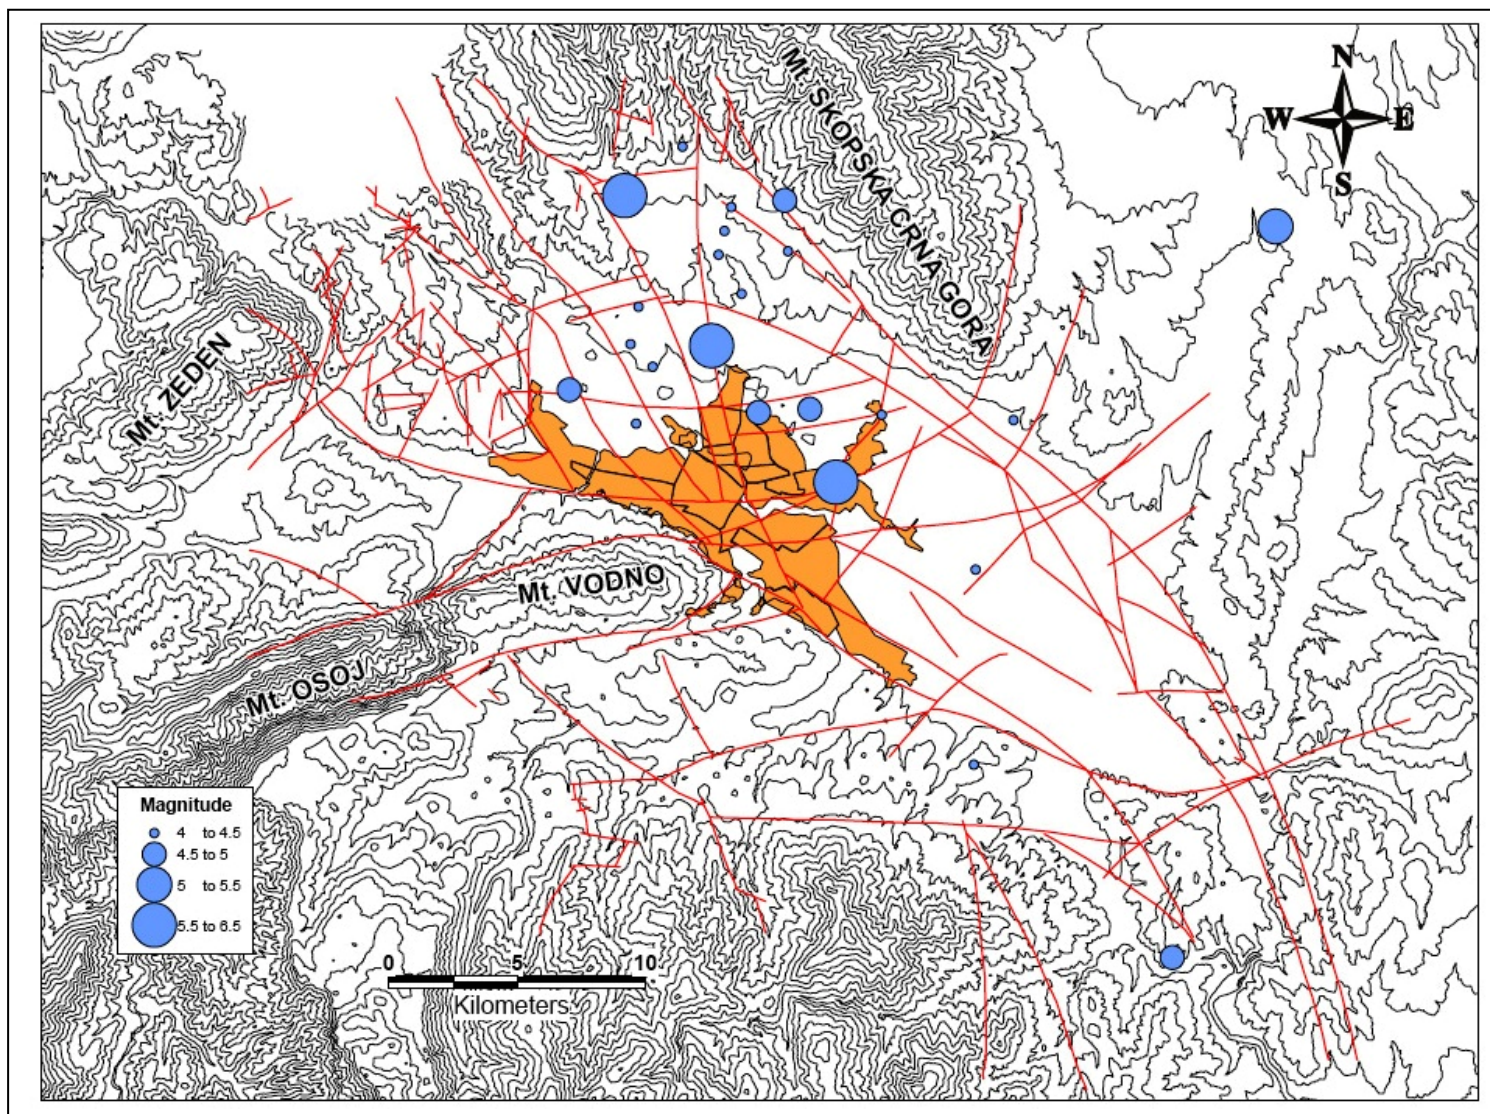 N
W E
S
Mt. SKOPSKA CRNA GORA
Mt. ZEDEN
Mt. VODNO
Mt. OSOJ
Magnitude
4 to 4.5
4.5 to 5
5 to 5.5
5.5 to 6.5
0 5 10
Kilometers